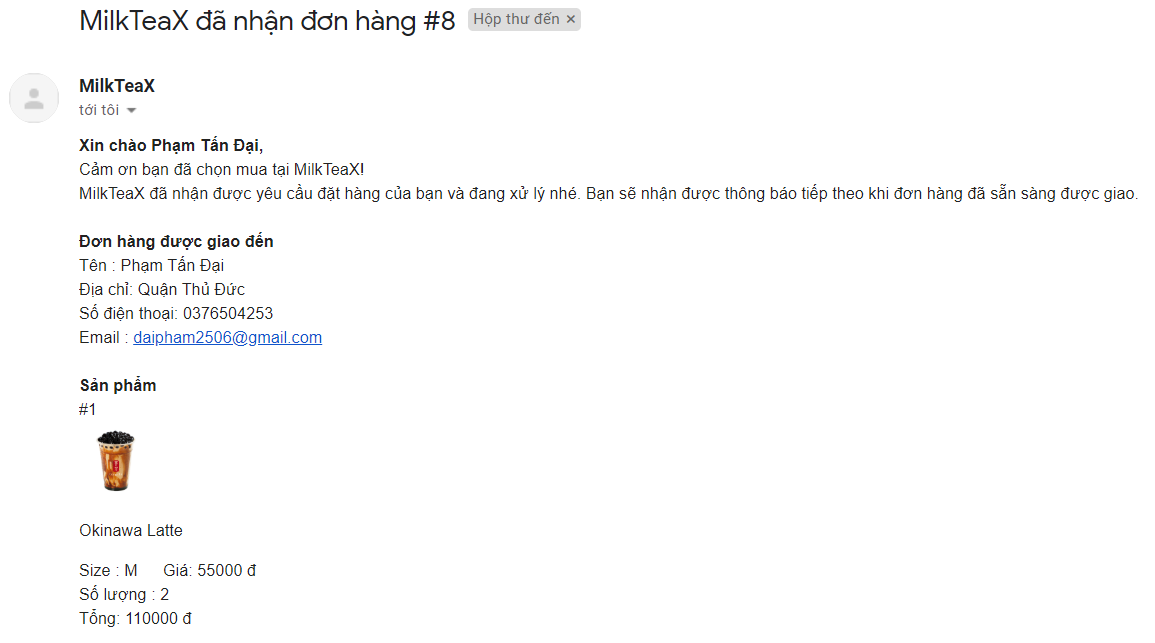 MilkTeaX đã nhận đơn hàng #8 Hộp thư đến ×
MilkTeaX
tới tôi
Xin chào Phạm Tấn Đại,
Cảm ơn bạn đã chọn mua tại MilkTeaX!
MilkTeaX đã nhận được yêu cầu đặt hàng của bạn và đang xử lý nhé. Bạn sẽ nhận được thông báo tiếp theo khi đơn hàng đã sẵn sàng được giao.
Đơn hàng được giao đến
Tên : Phạm Tấn Đại
Địa chỉ: Quận Thủ Đức
Số điện thoại: 0376504253
Email : daipham2506@gmail.com
Sản phẩm
#1
Okinawa Latte
Size : M Giá: 55000 đ
Số lượng : 2
Tổng: 110000 đ